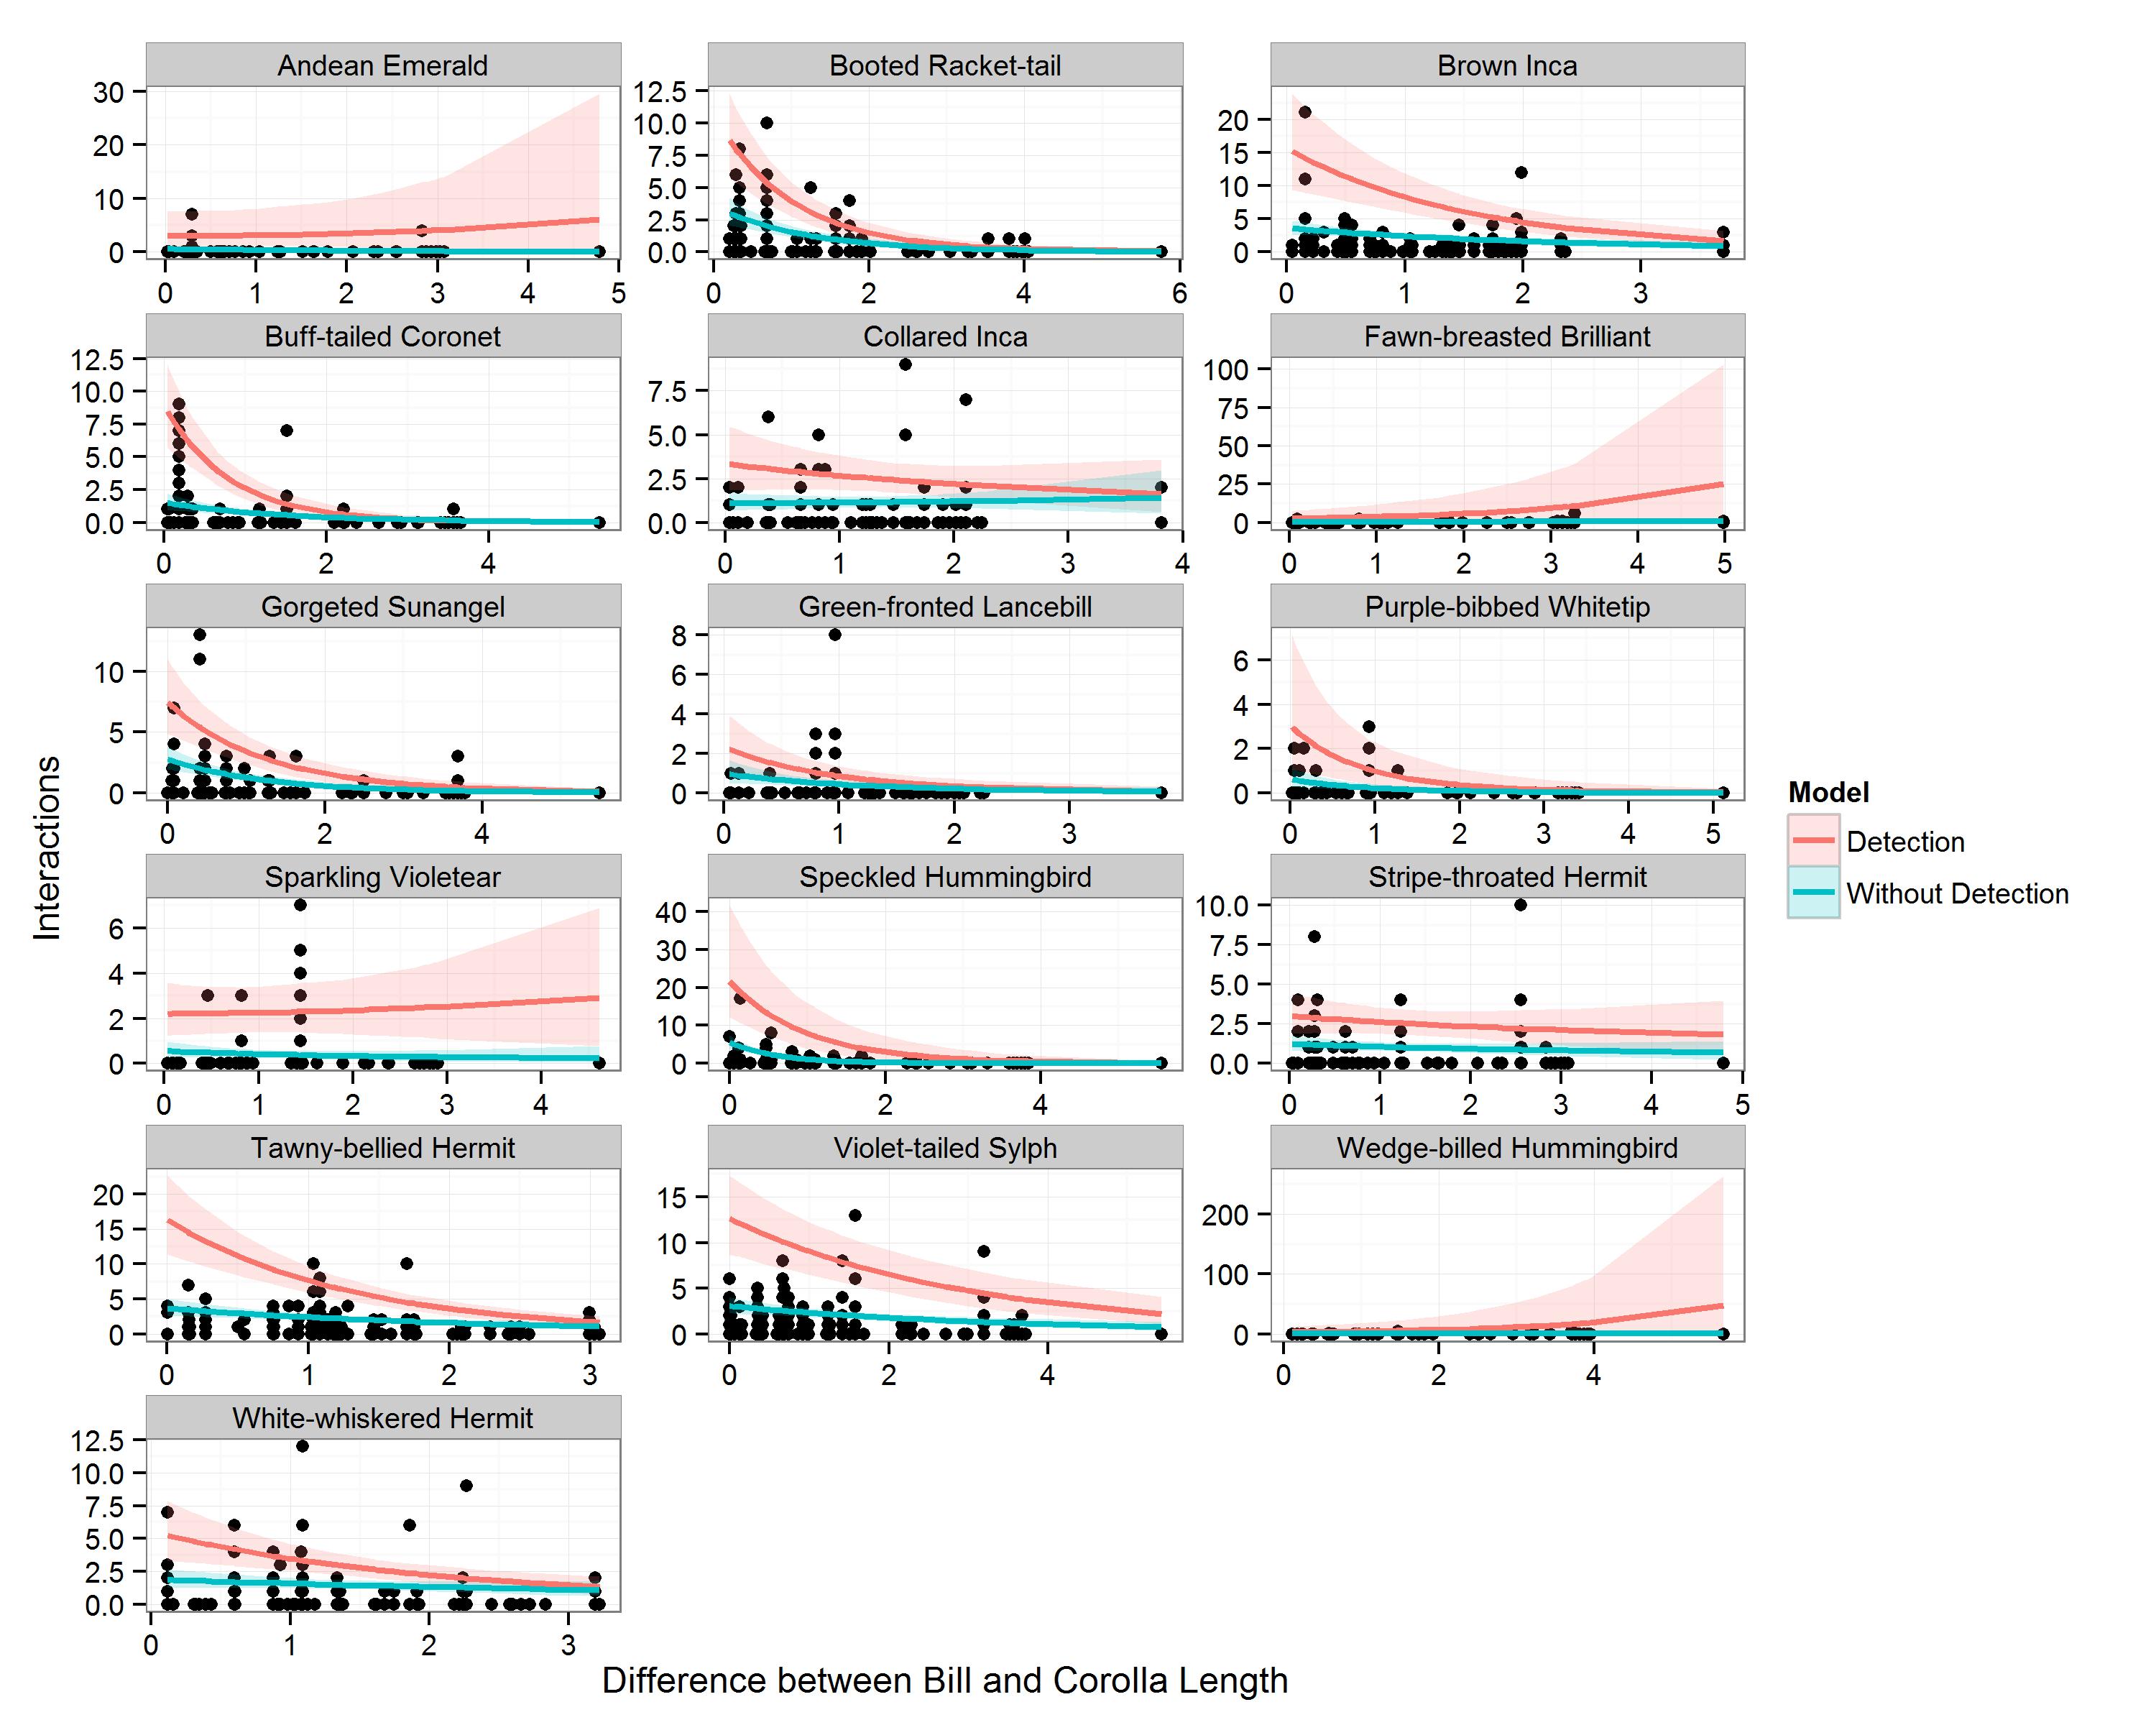 Andean Emerald
Booted Racket-tail
Brown Inca
30
20
10
0
12.5
10.0
7.5
5.0
2.5
0.0
20
15
10
5
0
0 1 2 3 4 5
0 2 4 6
0 1 2 3
Buff-tailed Coronet
Collared Inca
Fawn-breasted Brilliant
12.5
10.0
7.5
5.0
2.5
0.0
7.5
5.0
2.5
0.0
100
75
50
25
0
0 2 4
0 1 2 3 4
0 1 2 3 4 5
Gorgeted Sunangel
Green-fronted Lancebill
Purple-bibbed Whitetip
10
5
0
8
6
4
2
0
6
4
2
0
0 2 4
0 1 2 3
0 1 2 3 4 5
Sparkling Violetear
Speckled Hummingbird
Stripe-throated Hermit
6
4
2
0
40
30
20
10
0
10.0
7.5
5.0
2.5
0.0
0 1 2 3 4
0 2 4
0 1 2 3 4 5
Tawny-bellied Hermit
Violet-tailed Sylph
Wedge-billed Hummingbird
20
15
10
5
0
15
10
5
0
200
100
0
0 1 2 3
0 2 4
0 2 4
White-whiskered Hermit
12.5
10.0
7.5
5.0
2.5
0.0
0 1 2 3
Interactions
Difference between Bill and Corolla Length
Model
Detection
Without Detection